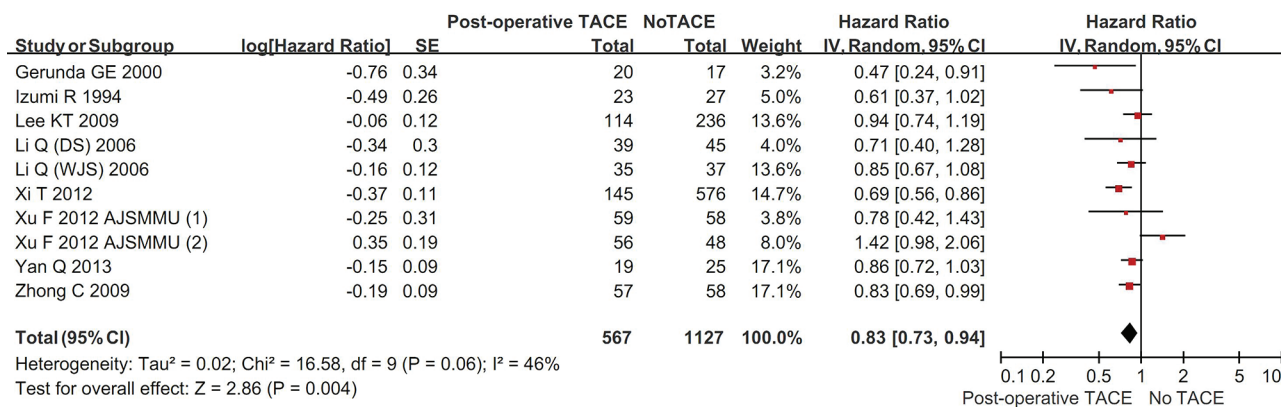 Post-operative TACE NoTACE Hazard Ratio Hazard Ratio
Study or Subgroup log[Hazard Ratio] SE Total Total Weight IV, Random, 95% CI IV, Random, 95% CI
Gerunda GE 2000 -0.76 0.34 20 17 3.2% 0.47 [0.24, 0.91]
Izumi R 1994 -0.49 0.26 23 27 5.0% 0.61 [0.37, 1.02]
Lee KT 2009 -0.06 0.12 114 236 13.6% 0.94 [0.74, 1.19]
Li Q (DS) 2006 -0.34 0.3 39 45 4.0% 0.71 [0.40, 1.28]
Li Q (WJS) 2006 -0.16 0.12 35 37 13.6% 0.85 [0.67, 1.08]
Xi T 2012 -0.37 0.11 145 576 14.7% 0.69 [0.56, 0.86]
Xu F 2012 AJSMMU (1) -0.25 0.31 59 58 3.8% 0.78 [0.42, 1.43]
Xu F 2012 AJSMMU (2) 0.35 0.19 56 48 8.0% 1.42 [0.98, 2.06]
Yan Q 2013 -0.15 0.09 19 25 17.1% 0.86 [0.72, 1.03]
Zhong C 2009 -0.19 0.09 57 58 17.1% 0.83 [0.69, 0.99]
Total (95% CI) 567 1127 100.0% 0.83 [0.73, 0.94]
Heterogeneity: Tau² = 0.02; Chi² = 16.58, df = 9 (P = 0.06); I² = 46%
Test for overall effect: Z = 2.86 (P = 0.004)
0.1 0.2 0.5 1 2 5 10
Post-operative TACE No TACE